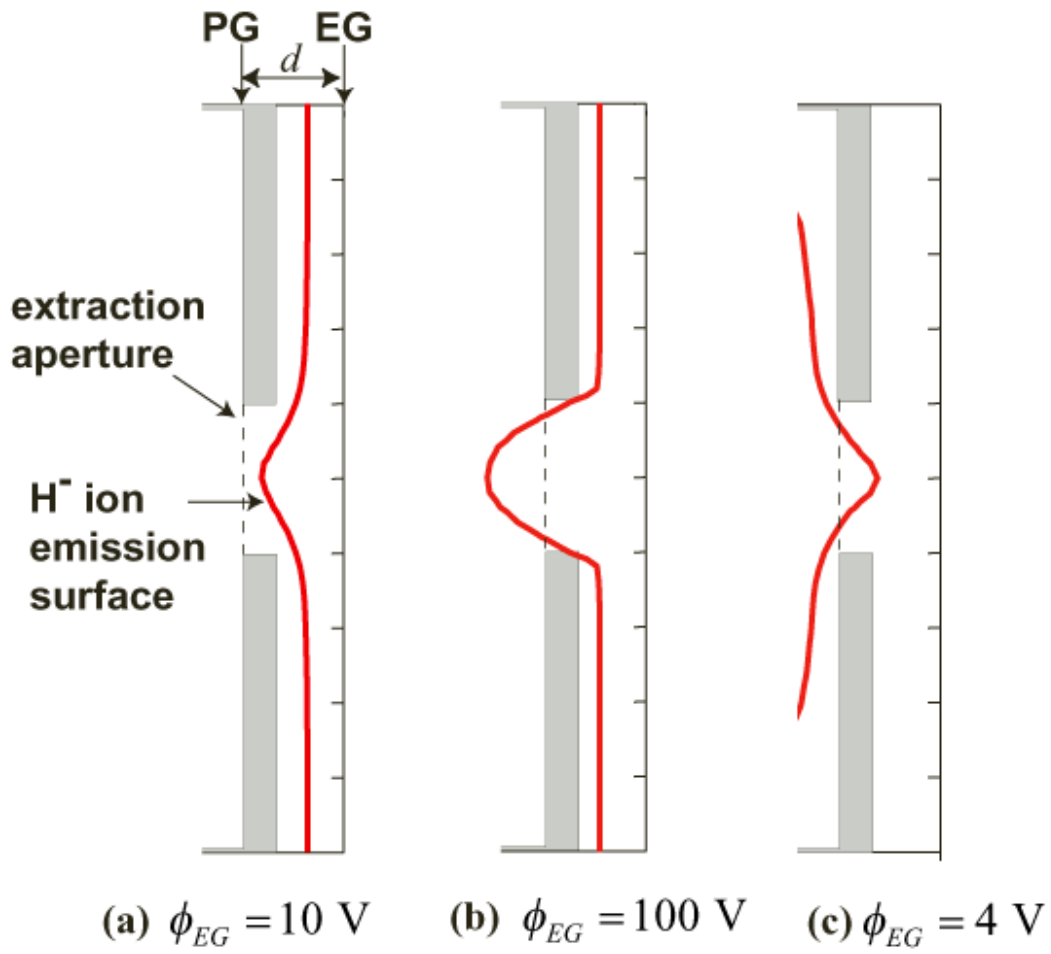 PG EG
d
extraction
aperture
H⁻ ion
emission
surface
(a) ϕ_EG = 10 V (b) ϕ_EG = 100 V (c) ϕ_EG = 4 V